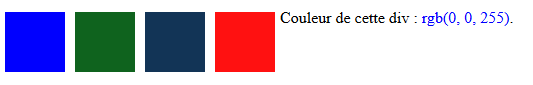 Couleur de cette div : rgb(0, 0, 255).